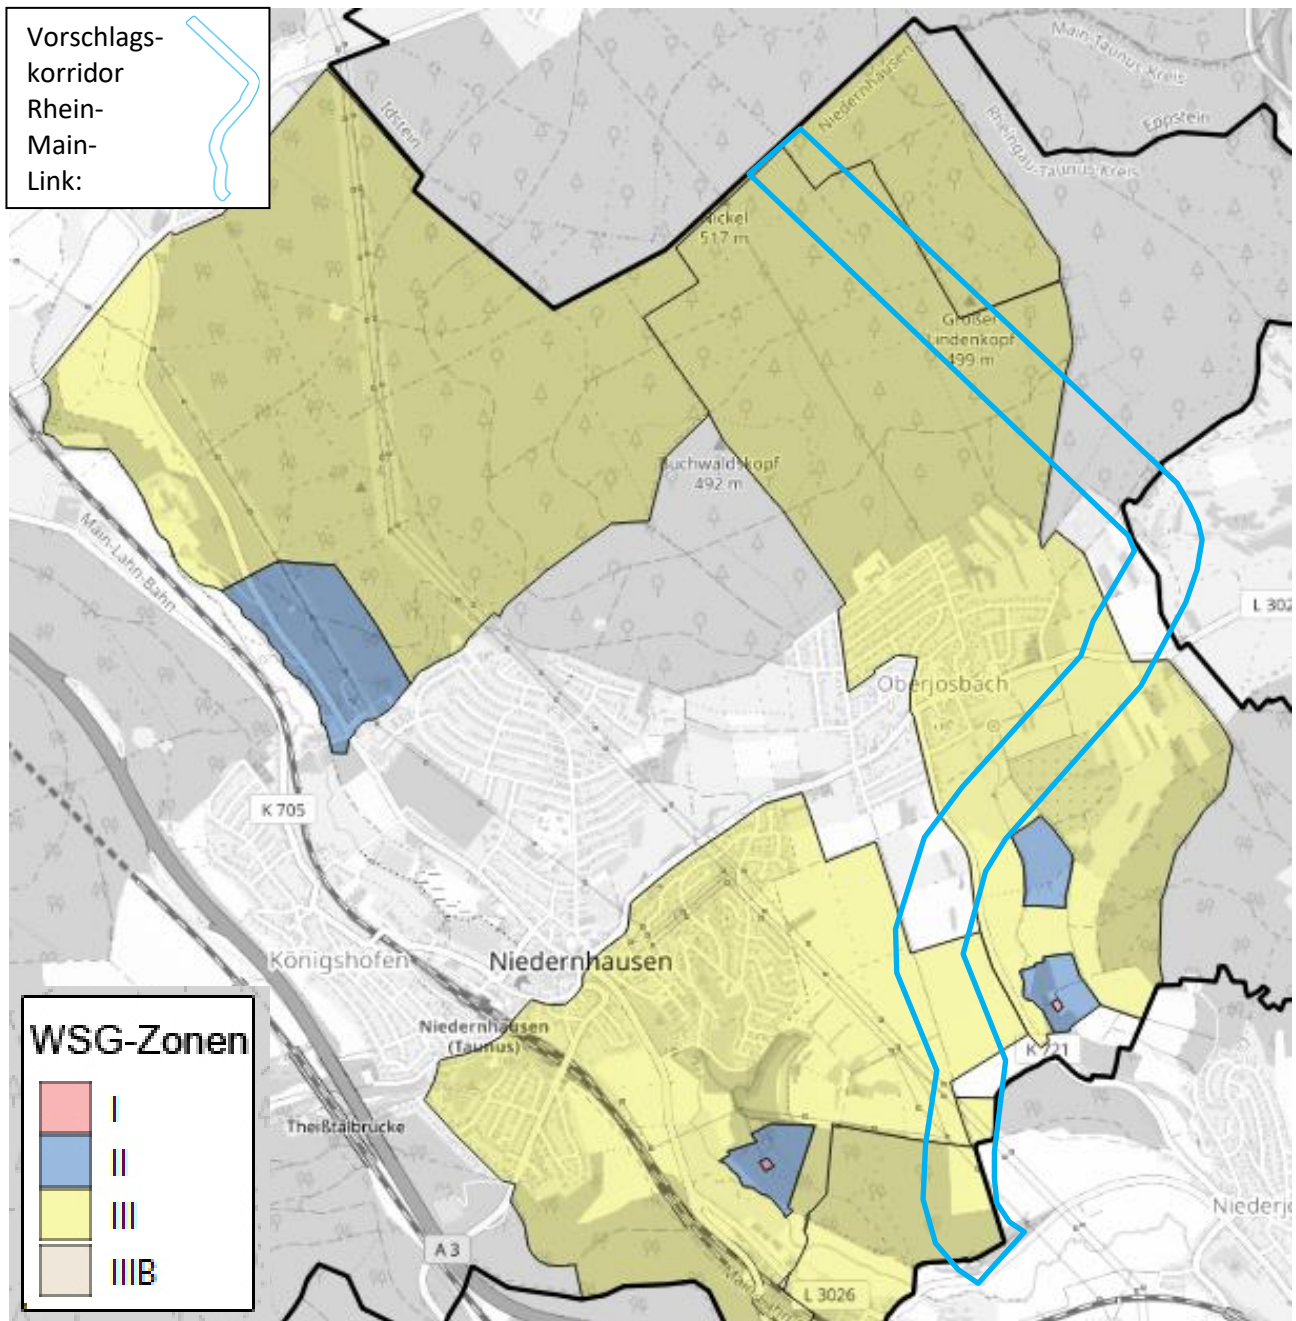 Vorschlags-
korridor
Rhein-
Main-
Link:
Idstein
Niedernhausen
Main-Taunus-Kreis
Eppstein
Rheingau-Taunus-Kreis
Nickel
517 m
Großer
Lindenkopf
499 m
Buchwaldskopf
492 m
Main-Lahn-Bahn
L 302
Oberjosbach
K 705
Königshofen
Niedernhausen
Niedernhausen
(Taunus)
K 721
Theißtalbrücke
Niederjo
A 3
L 3026
WSG-Zonen
I
II
III
IIIB